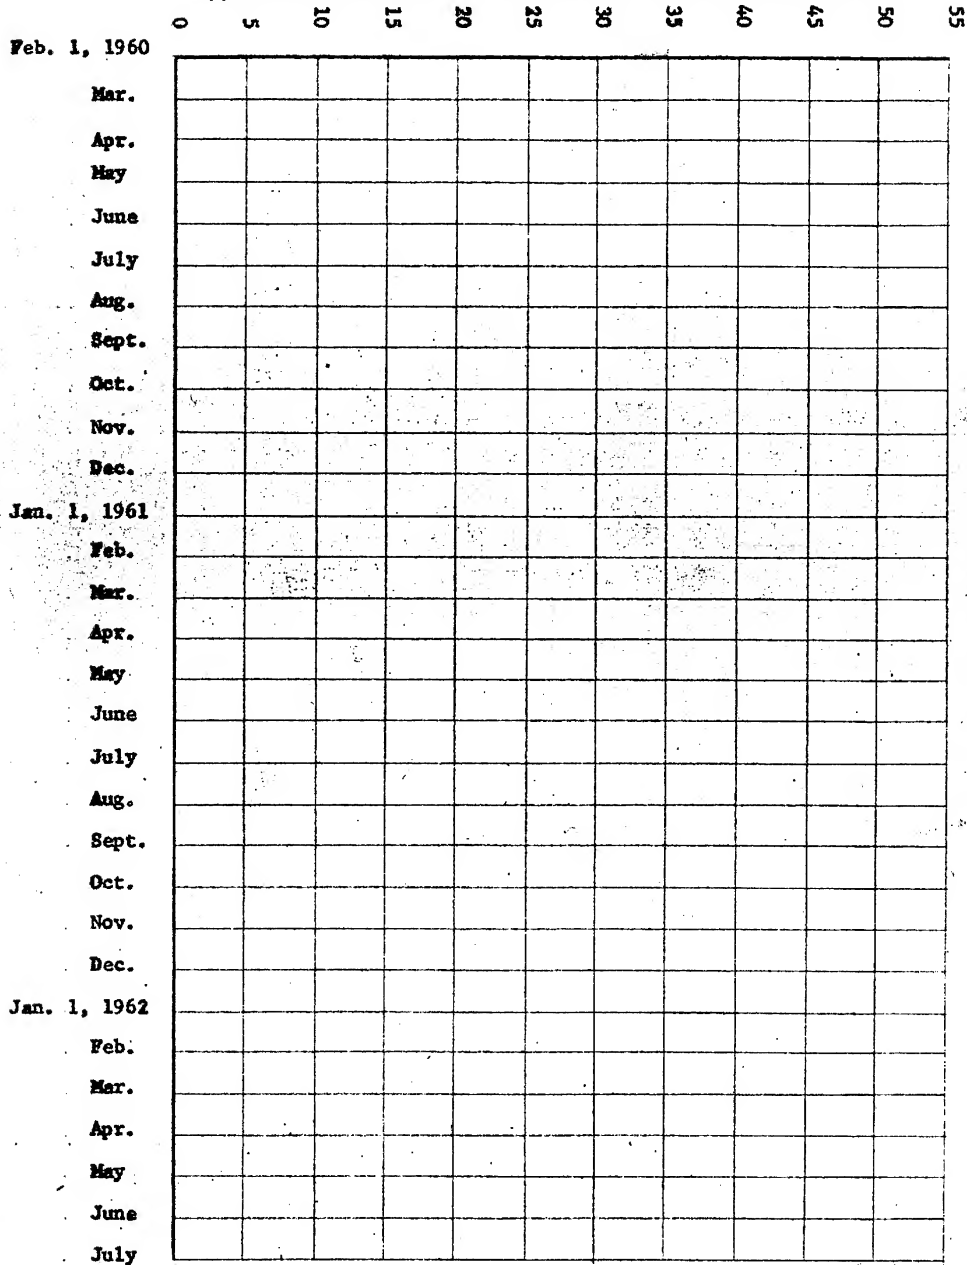 0 5 10 15 20 25 30 35 40 45 50 55
Feb. 1, 1960
Mar.
Apr.
May
June
July
Aug.
Sept.
Oct.
Nov.
Dec.
Jan. 1, 1961
Feb.
Mar.
Apr.
May
June
July
Aug.
Sept.
Oct.
Nov.
Dec.
Jan. 1, 1962
Feb.
Mar.
Apr.
May
June
July